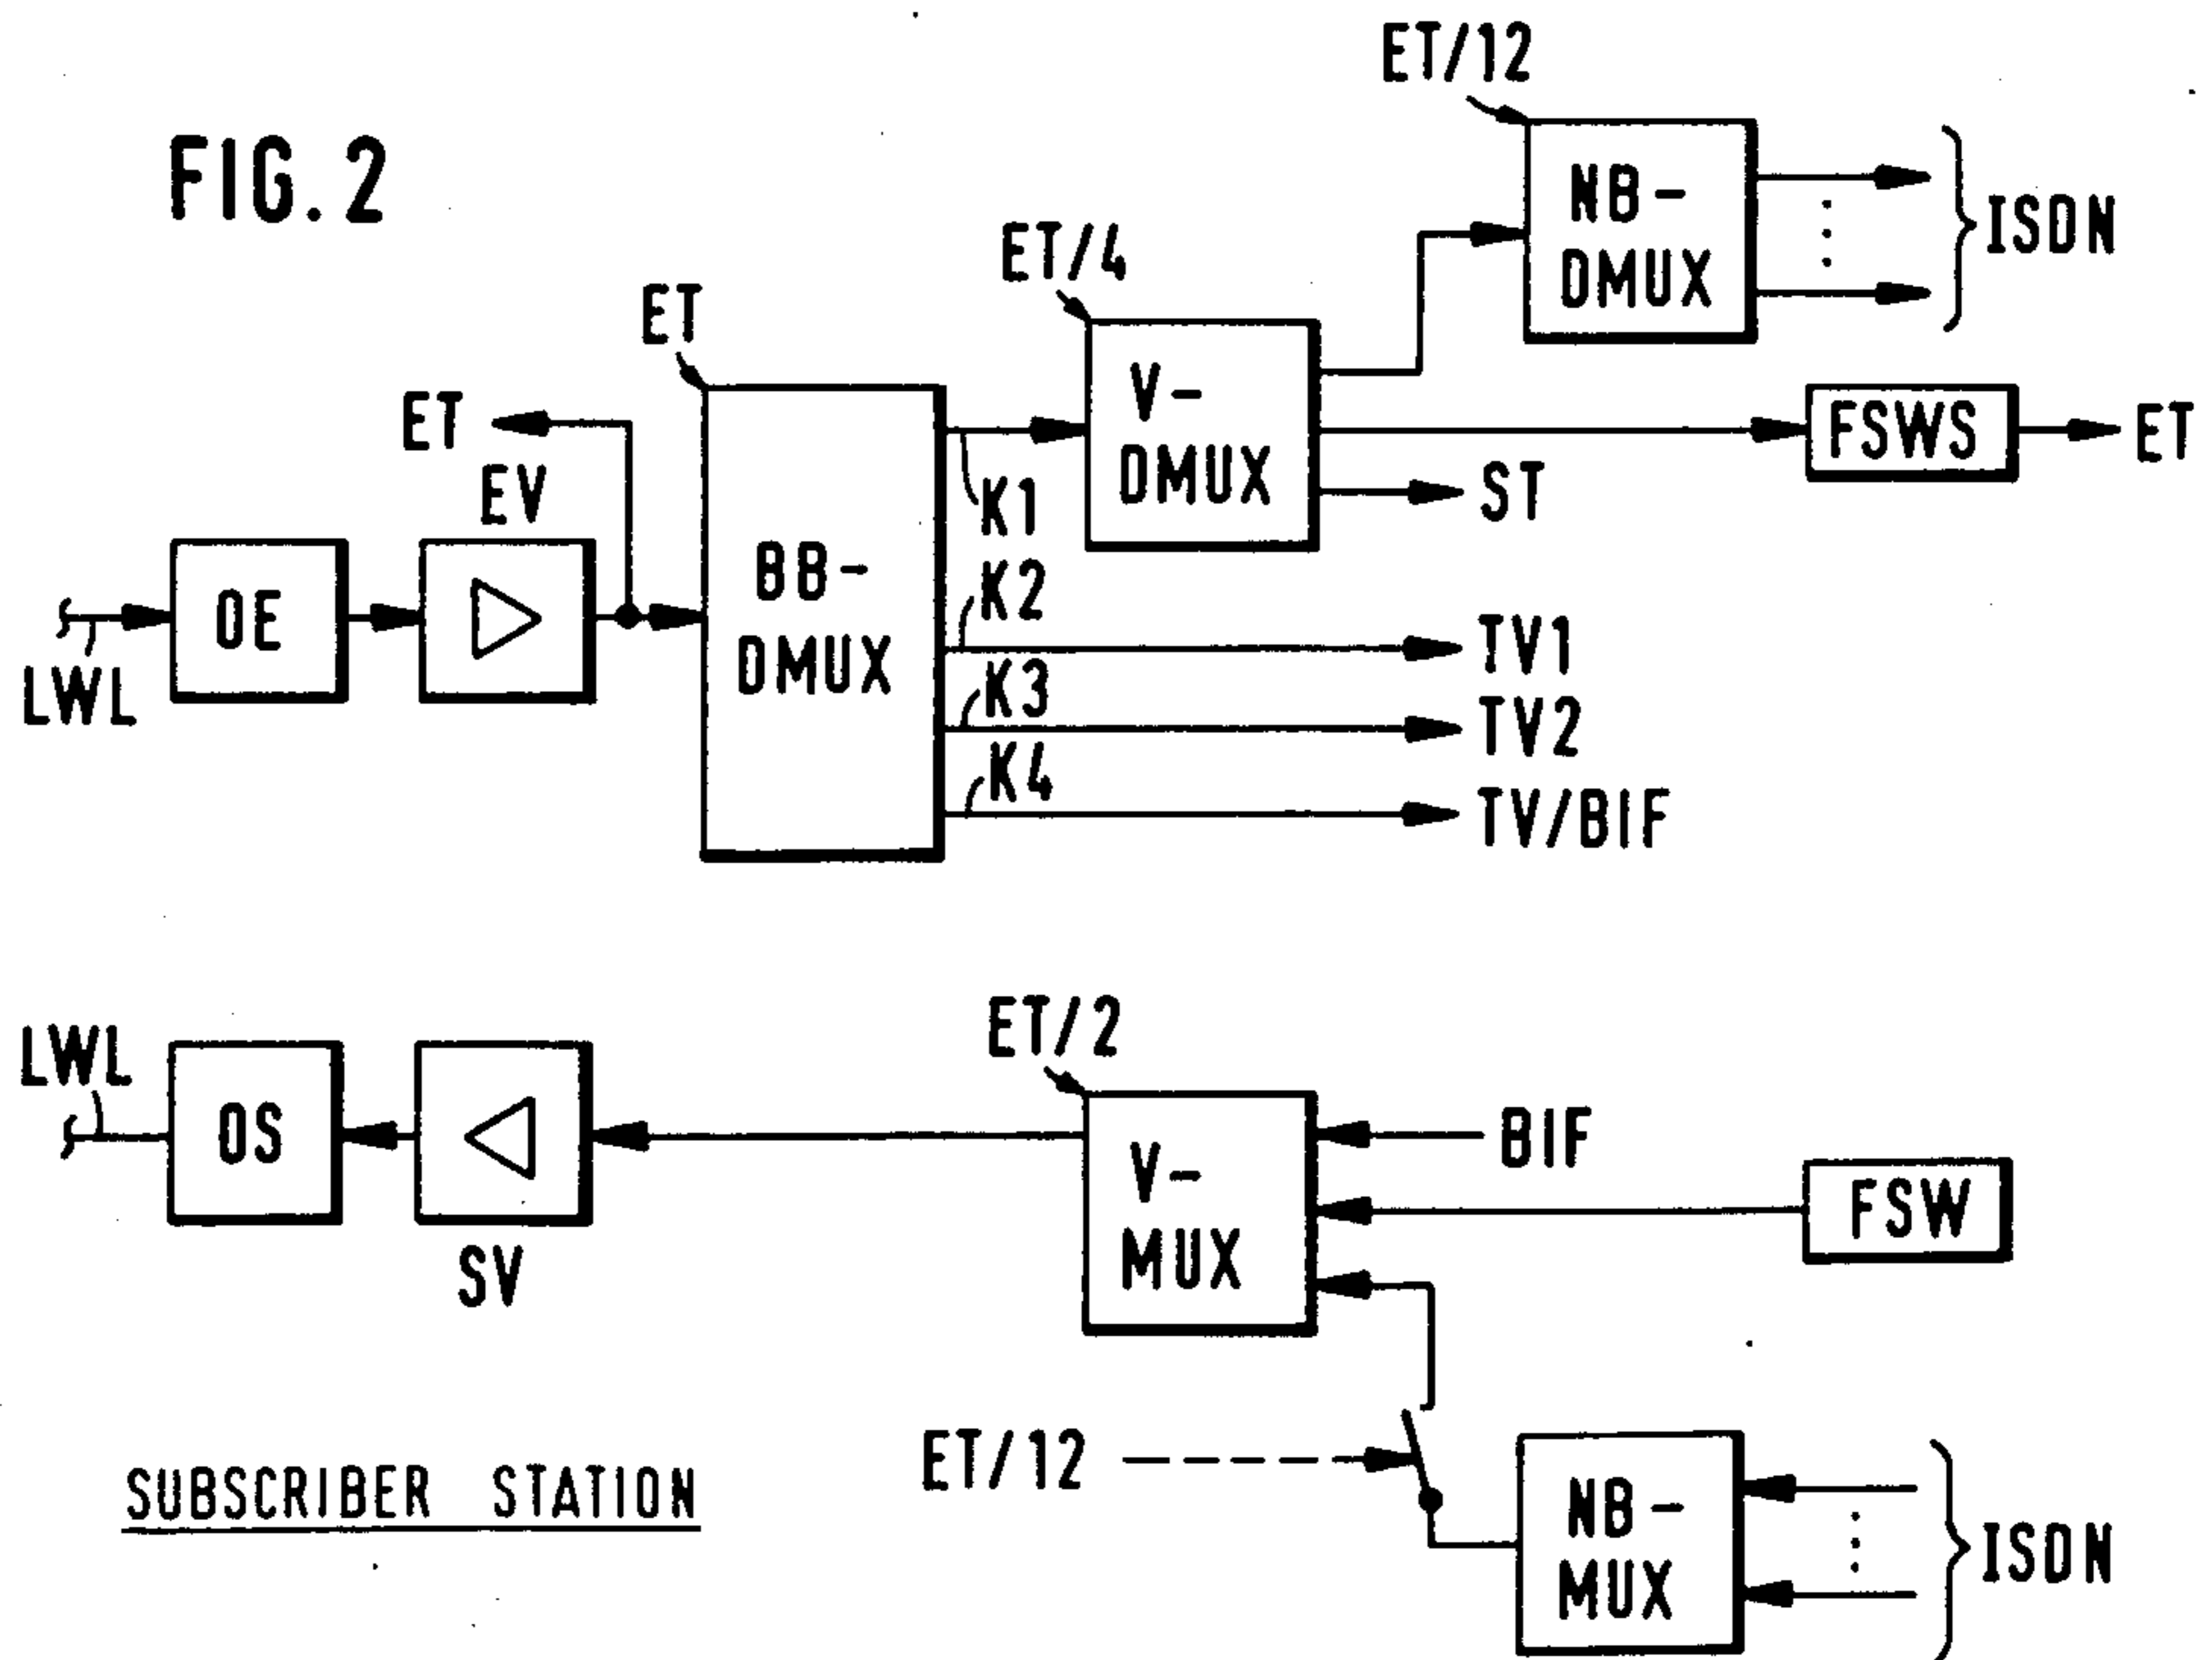 FIG. 2
ET/12
NB-
DMUX
ISDN
ET/4
V-
DMUX
ET
ET
EV
FSWS
ET
ST
K1
K2
K3
K4
BB-
DMUX
OE
LWL
TV1
TV2
TV/BIF
LWL
OS
SV
ET/2
V-
MUX
BIF
FSW
ET/12
NB-
MUX
ISDN
SUBSCRIBER STATION